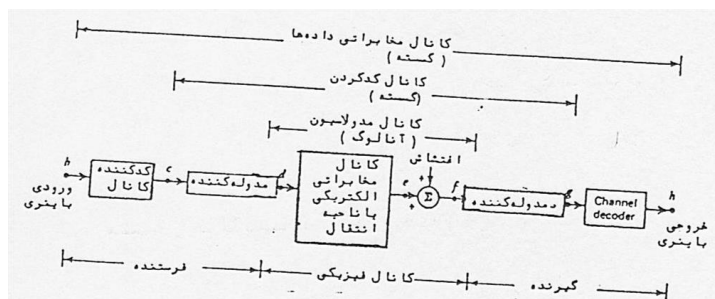 کانال مخابراتی داده‌ها
(گسسته)
کانال کدکردن
(گسسته)
کانال مدولاسیون
(آنالوگ)
h
ورودی
باینری
کدکننده
کانال
c
مدوله‌کننده
d
کانال
مخابراتی
الکتریکی
یا ناحیه
انتقال
e
+
+
اغتشاش
Σ
f
دمدوله‌کننده
g
Channel
decoder
h
خروجی
باینری
فرستنده
کانال فیزیکی
گیرنده